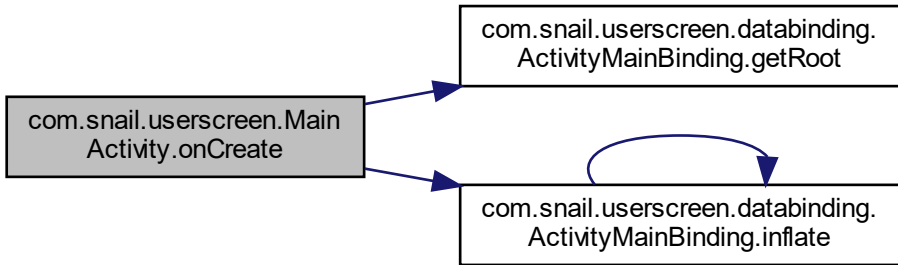 com.snail.userscreen.databinding.
ActivityMainBinding.getRoot
com.snail.userscreen.Main
Activity.onCreate
com.snail.userscreen.databinding.
ActivityMainBinding.inflate